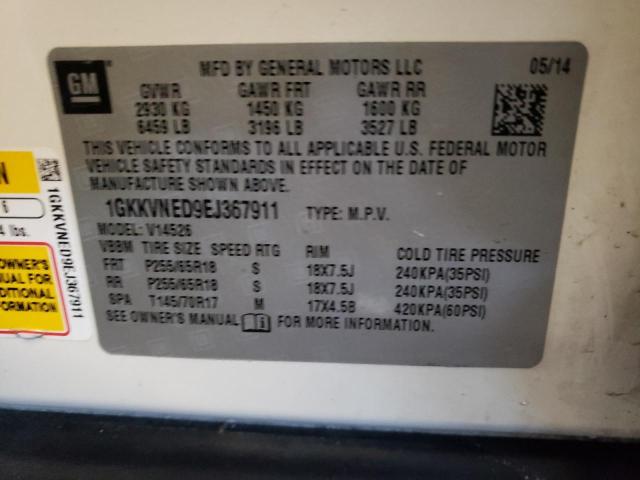 GM
MFD BY GENERAL MOTORS LLC 05/14
GVWR GAWR FRT GAWR RR
2930 KG 1450 KG 1600 KG
6459 LB 3196 LB 3527 LB
THIS VEHICLE CONFORMS TO ALL APPLICABLE U.S. FEDERAL MOTOR
VEHICLE SAFETY STANDARDS IN EFFECT ON THE DATE OF
MANUFACTURE SHOWN ABOVE.
1GKKVNED9EJ367911 TYPE: M.P.V.
MODEL: V14526
VBBM TIRE SIZE SPEED RTG RIM COLD TIRE PRESSURE
FRT P255/65R18 S 18X7.5J 240KPA(35PSI)
RR P255/65R18 S 18X7.5J 240KPA(35PSI)
SPA T145/70R17 M 17X4.5B 420KPA(60PSI)
SEE OWNER'S MANUAL i FOR MORE INFORMATION.
lbs.
OWNER'S
FOR
1GKKVNED9EJ367911